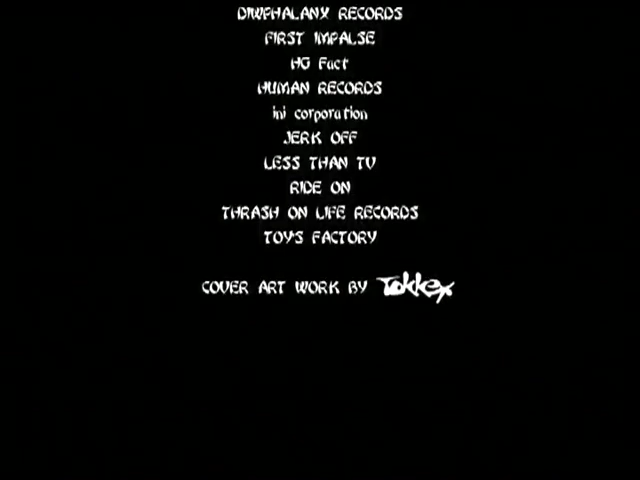 DIWPHALANX RECORDS
FIRST IMPALSE
HG Fact
HUMAN RECORDS
ini corporation
JERK OFF
LESS THAN TV
RIDE ON
THRASH ON LIFE RECORDS
TOYS FACTORY
COVER ART WORK BY Tokkex